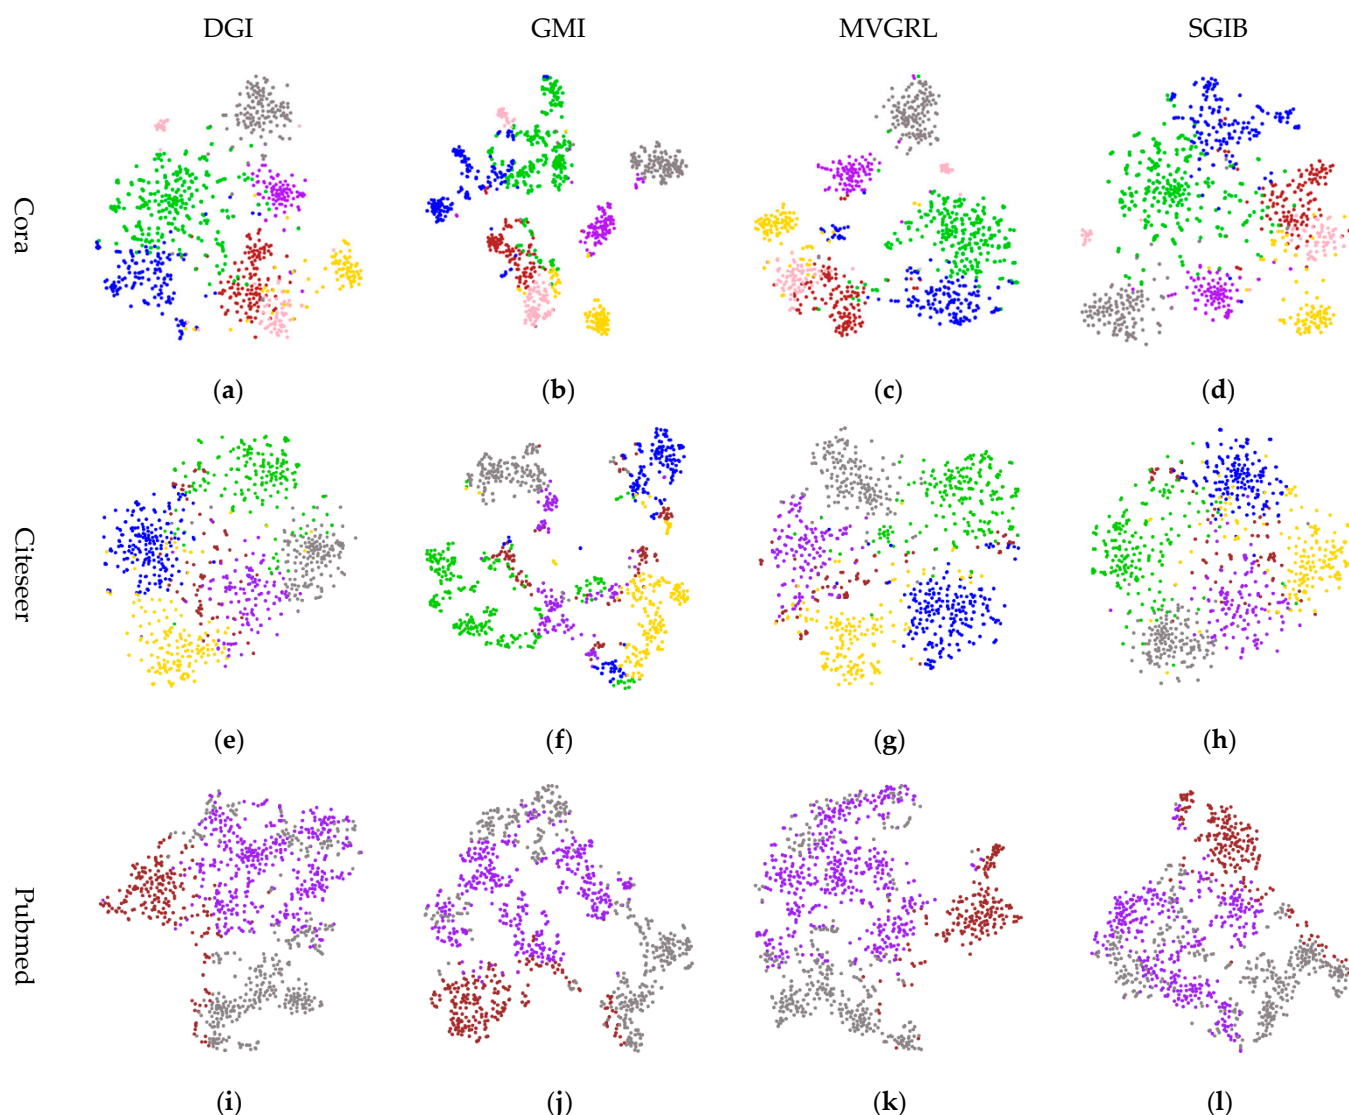 DGI GMI MVGRL SGIB
Cora
(a) (b) (c) (d)
Citeseer
(e) (f) (g) (h)
Pubmed
(i) (j) (k) (l)